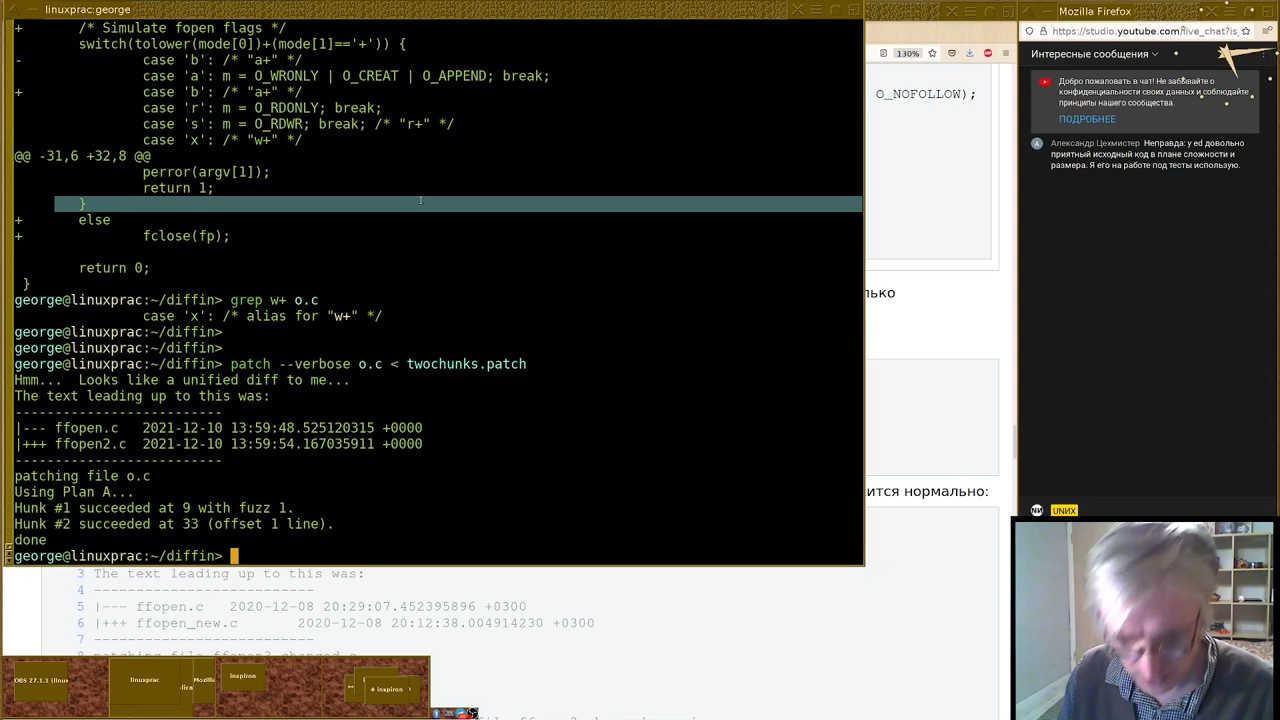 linuxprac:george
+       /* Simulate fopen flags */
        switch(tolower(mode[0])+(mode[1]=='+')) {
-               case 'b': /* "a+" */
                case 'a': m = O_WRONLY | O_CREAT | O_APPEND; break;
+               case 'b': /* "a+" */
                case 'r': m = O_RDONLY; break;
                case 's': m = O_RDWR; break; /* "r+" */
                case 'x': /* "w+" */
@@ -31,6 +32,8 @@
                perror(argv[1]);
                return 1;
        }
+       else
+               fclose(fp);
        return 0;
 }
george@linuxprac:~/diffin> grep w+ o.c
                case 'x': /* alias for "w+" */
george@linuxprac:~/diffin>
george@linuxprac:~/diffin>
george@linuxprac:~/diffin> patch --verbose o.c < twochunks.patch
Hmm...  Looks like a unified diff to me...
The text leading up to this was:
--------------------------
|--- ffopen.c  2021-12-10 13:59:48.525120315 +0000
|+++ ffopen2.c  2021-12-10 13:59:54.167035911 +0000
--------------------------
patching file o.c
Using Plan A...
Hunk #1 succeeded at 9 with fuzz 1.
Hunk #2 succeeded at 33 (offset 1 line).
done
george@linuxprac:~/diffin>
130%
O_NOFOLLOW);
лько
ится нормально:
3 The text leading up to this was:
4 --------------------------
5 |--- ffopen.c   2020-12-08 20:29:07.452395896 +0300
6 |+++ ffopen_new.c        2020-12-08 20:12:38.004914230 +0300
7 --------------------------
Mozilla Firefox
https://studio.youtube.com/live_chat?is_
Интересные сообщения
Добро пожаловать в чат! Не забывайте о
конфиденциальности своих данных и соблюдайте
принципы нашего сообщества.
ПОДРОБНЕЕ
Александр Цехмистер Неправда: у ed довольно
приятный исходный код в плане сложности и
размера. Я его на работе под тесты использую.
UNИX
OBS 27.1.1 (linux
linuxprac
Mozilla
inspiron
# inspiron